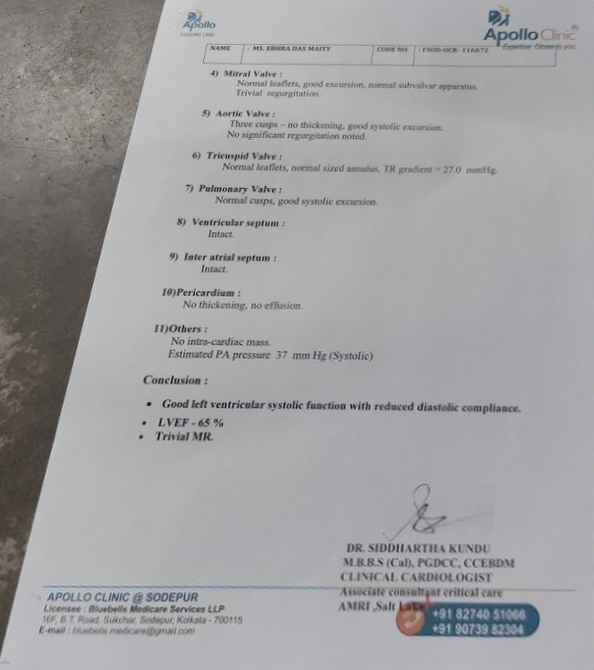 Apollo
TOUCHING LIVES
Apollo Clinic
Expertise. Closer to you.
NAME : MS. EBHIRA DAS MAITY CODE NO. : FSOD-OCR- 116672
4) Mitral Valve :
Normal leaflets, good excursion, normal subvalvar apparatus.
Trivial regurgitation.
5) Aortic Valve :
Three cusps – no thickening, good systolic excursion.
No significant regurgitation noted.
6) Tricuspid Valve :
Normal leaflets, normal sized annulus, TR gradient = 27.0 mmHg.
7) Pulmonary Valve :
Normal cusps, good systolic excursion.
8) Ventricular septum :
Intact.
9) Inter atrial septum :
Intact.
10)Pericardium :
No thickening, no effusion.
11)Others :
No intra-cardiac mass.
Estimated PA pressure 37 mm Hg (Systolic)
Conclusion :
• Good left ventricular systolic function with reduced diastolic compliance.
• LVEF - 65 %
• Trivial MR.
DR. SIDDHARTHA KUNDU
M.B.B.S (Cal), PGDCC, CCEBDM
CLINICAL CARDIOLOGIST
Associate consultant critical care
AMRI ,Salt Lake
APOLLO CLINIC @ SODEPUR
Licensee : Bluebells Medicare Services LLP
16F, B.T. Road, Sukchar, Sodepur, Kolkata - 700115
E-mail : bluebells.medicare@gmail.com
+91 82740 51066
+91 90739 82304